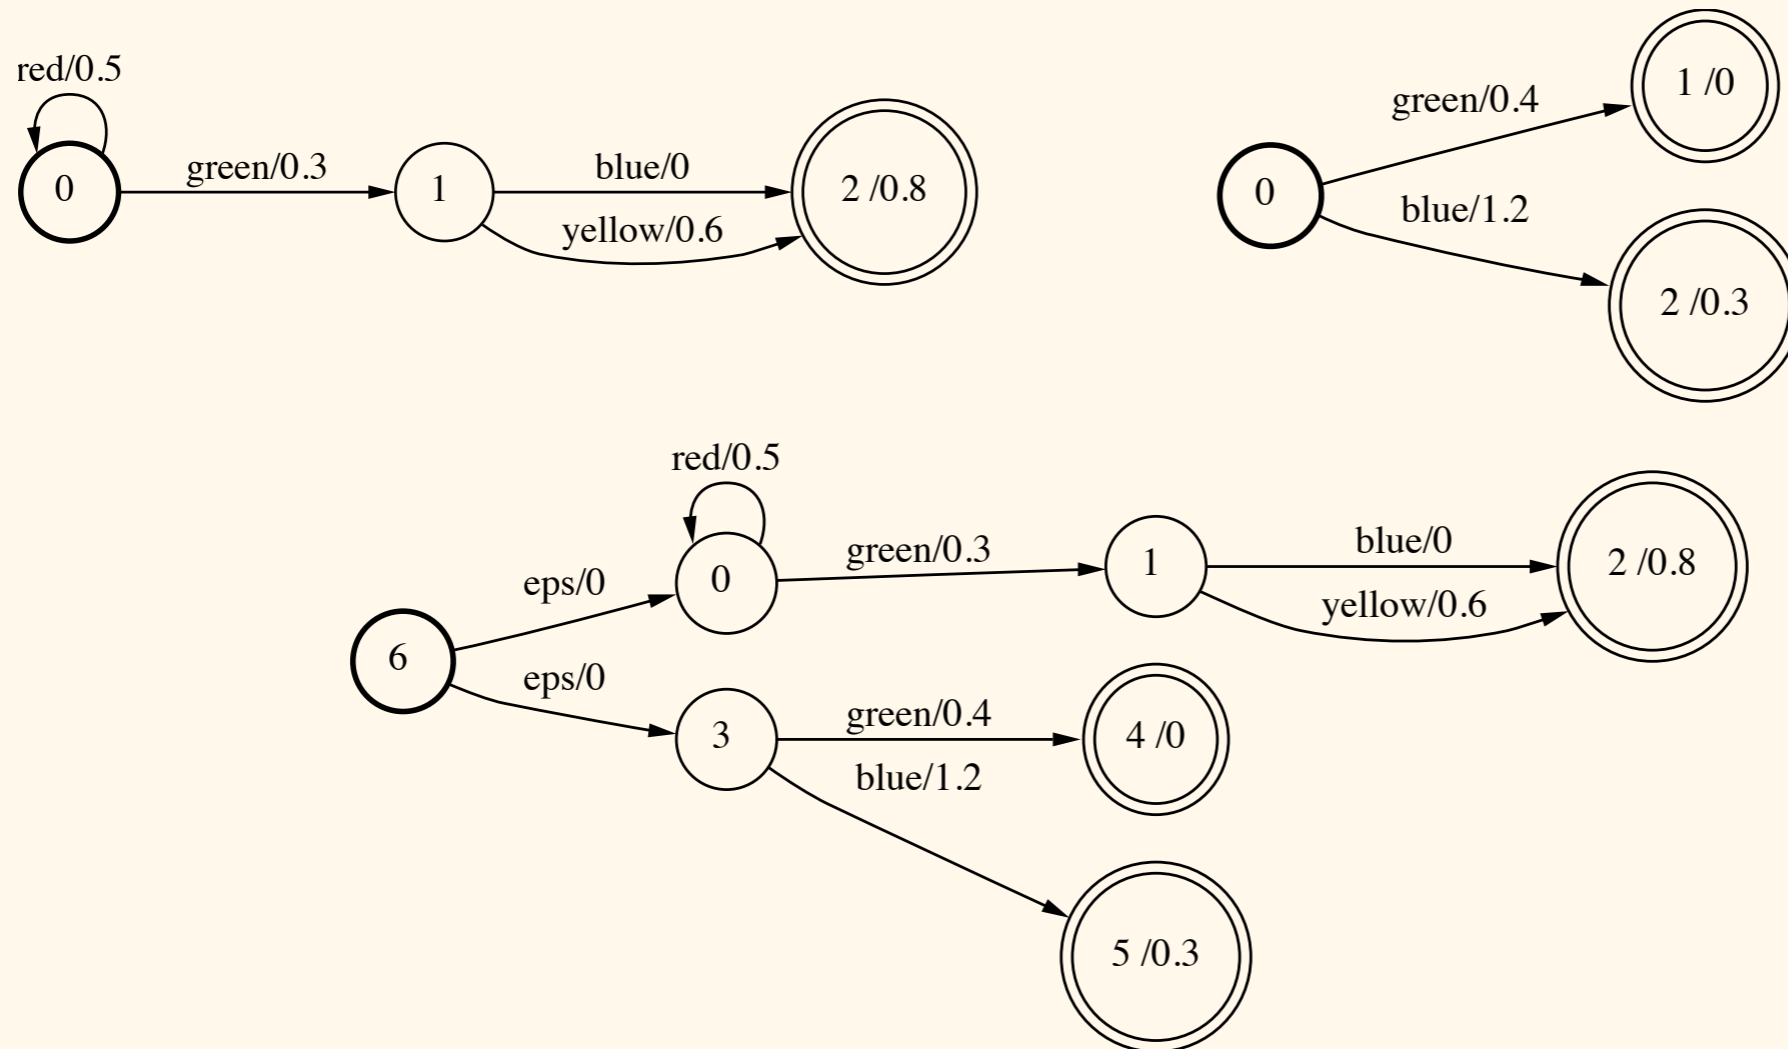 red/0.5
0
green/0.3
1
blue/0
yellow/0.6
2 /0.8
0
green/0.4
1 /0
blue/1.2
2 /0.3
6
eps/0
eps/0
red/0.5
0
green/0.3
1
blue/0
yellow/0.6
2 /0.8
3
green/0.4
4 /0
blue/1.2
5 /0.3